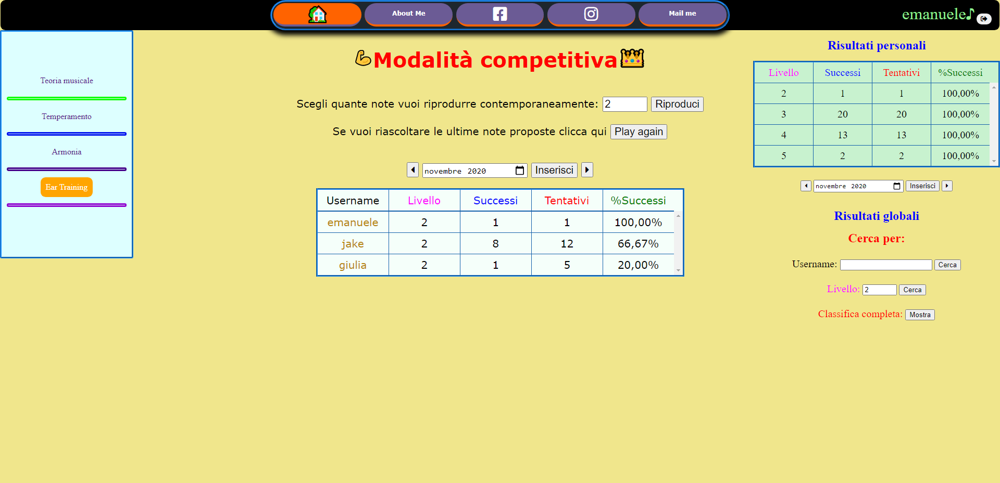 About Me
Mail me
emanuele
Teoria musicale
Temperamento
Armonia
Ear Training
Modalità competitiva
Scegli quante note vuoi riprodurre contemporaneamente: 2 Riproduci
Se vuoi riascoltare le ultime note proposte clicca qui Play again
novembre 2020 Inserisci
Username Livello Successi Tentativi %Successi
emanuele 2 1 1 100,00%
jake 2 8 12 66,67%
giulia 2 1 5 20,00%
Risultati personali
Livello Successi Tentativi %Successi
2 1 1 100,00%
3 20 20 100,00%
4 13 13 100,00%
5 2 2 100,00%
novembre 2020 Inserisci
Risultati globali
Cerca per:
Username: Cerca
Livello: 2 Cerca
Classifica completa: Mostra